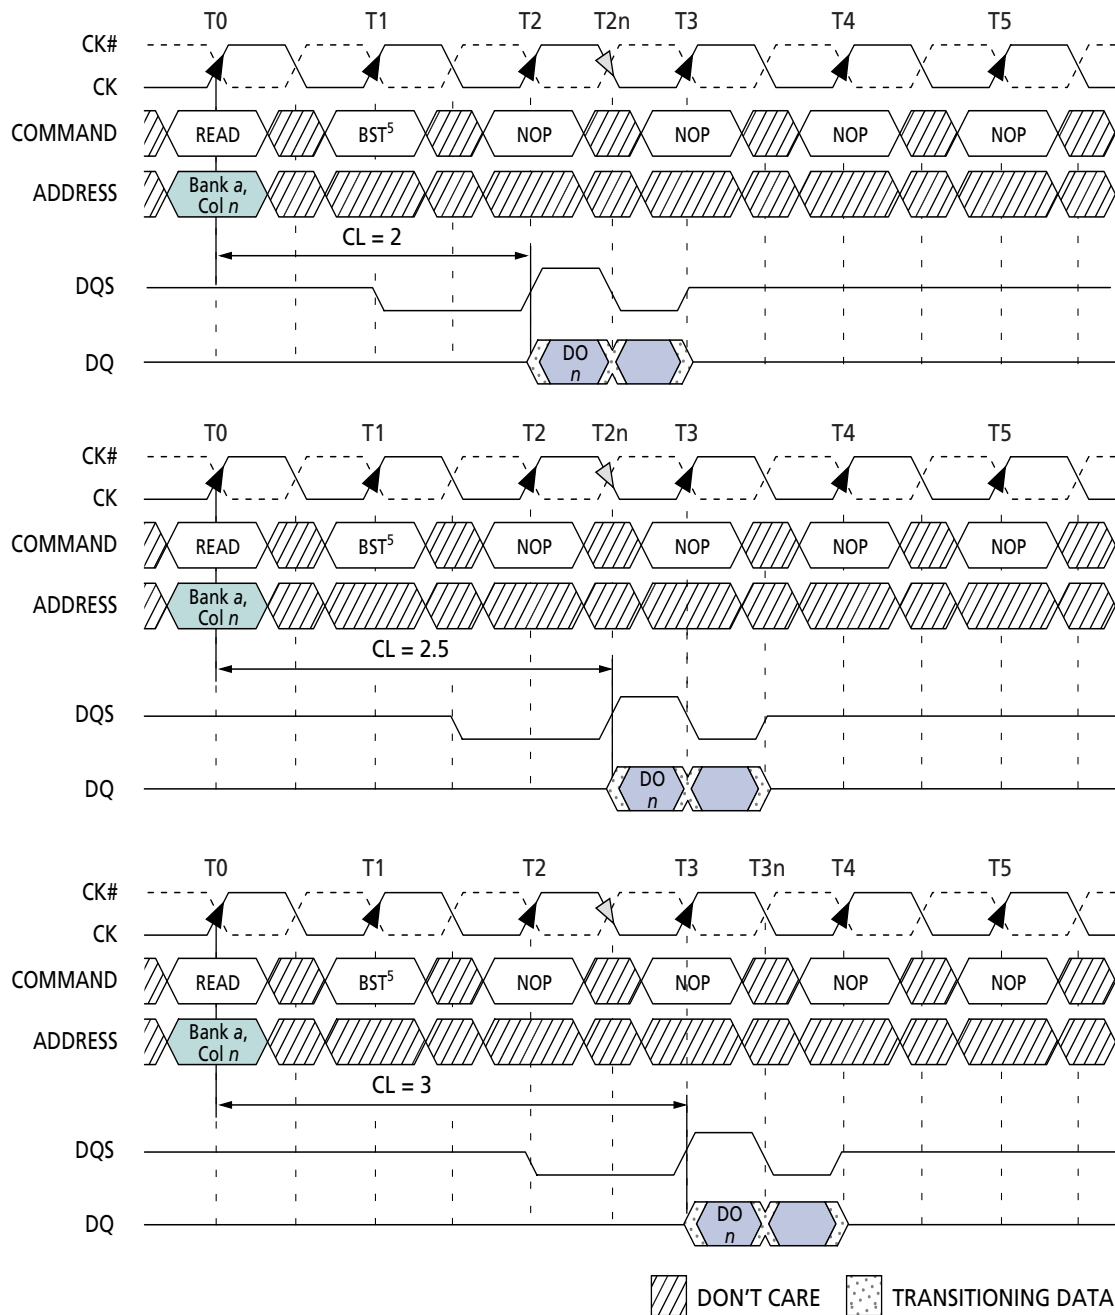 T0 T1 T2 T2n T3 T4 T5
CK#
CK
COMMAND READ BST5 NOP NOP NOP NOP
ADDRESS Bank a,
Col n
CL = 2
DQS
DQ DO
n
T0 T1 T2 T2n T3 T4 T5
CK#
CK
COMMAND READ BST5 NOP NOP NOP NOP
ADDRESS Bank a,
Col n
CL = 2.5
DQS
DQ DO
n
T0 T1 T2 T3 T3n T4 T5
CK#
CK
COMMAND READ BST5 NOP NOP NOP NOP
ADDRESS Bank a,
Col n
CL = 3
DQS
DQ DO
n
DON'T CARE TRANSITIONING DATA